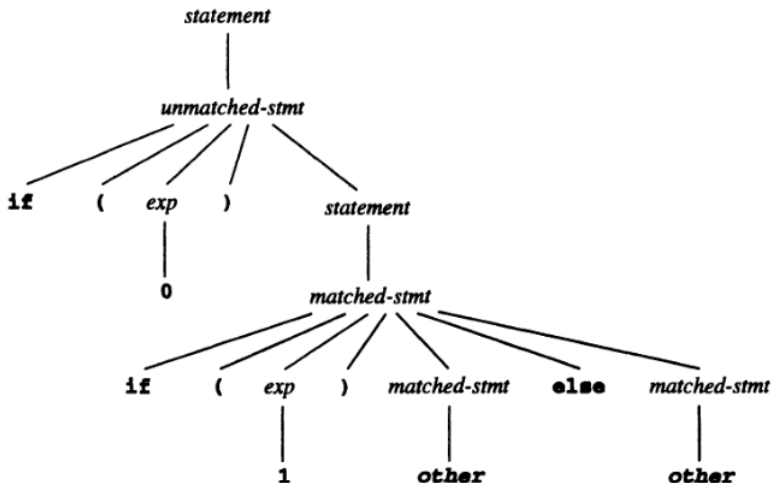 statement
unmatched-stmt
if ( exp ) statement
0
matched-stmt
if ( exp ) matched-stmt else matched-stmt
1 other other